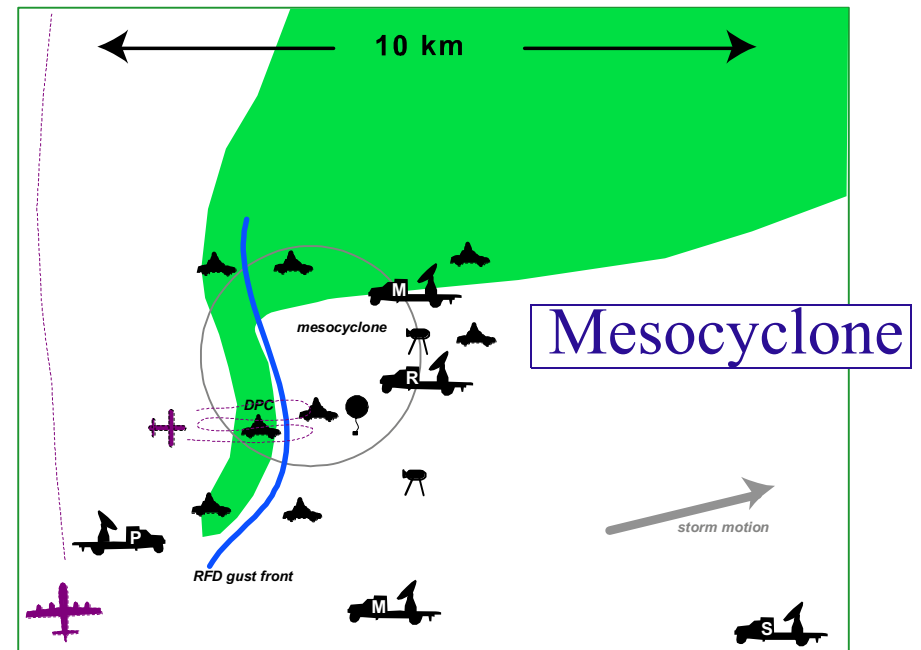 10 km
M
mesocyclone
Mesocyclone
R
DPC
storm motion
P
RFD gust front
M
S